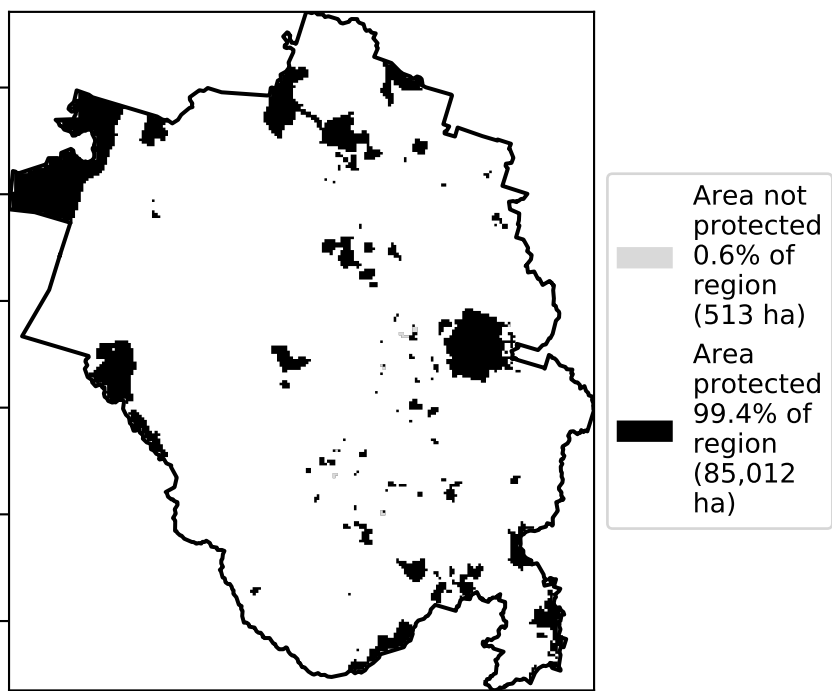 Area not
protected
0.6% of
region
(513 ha)
Area
protected
99.4% of
region
(85,012
ha)